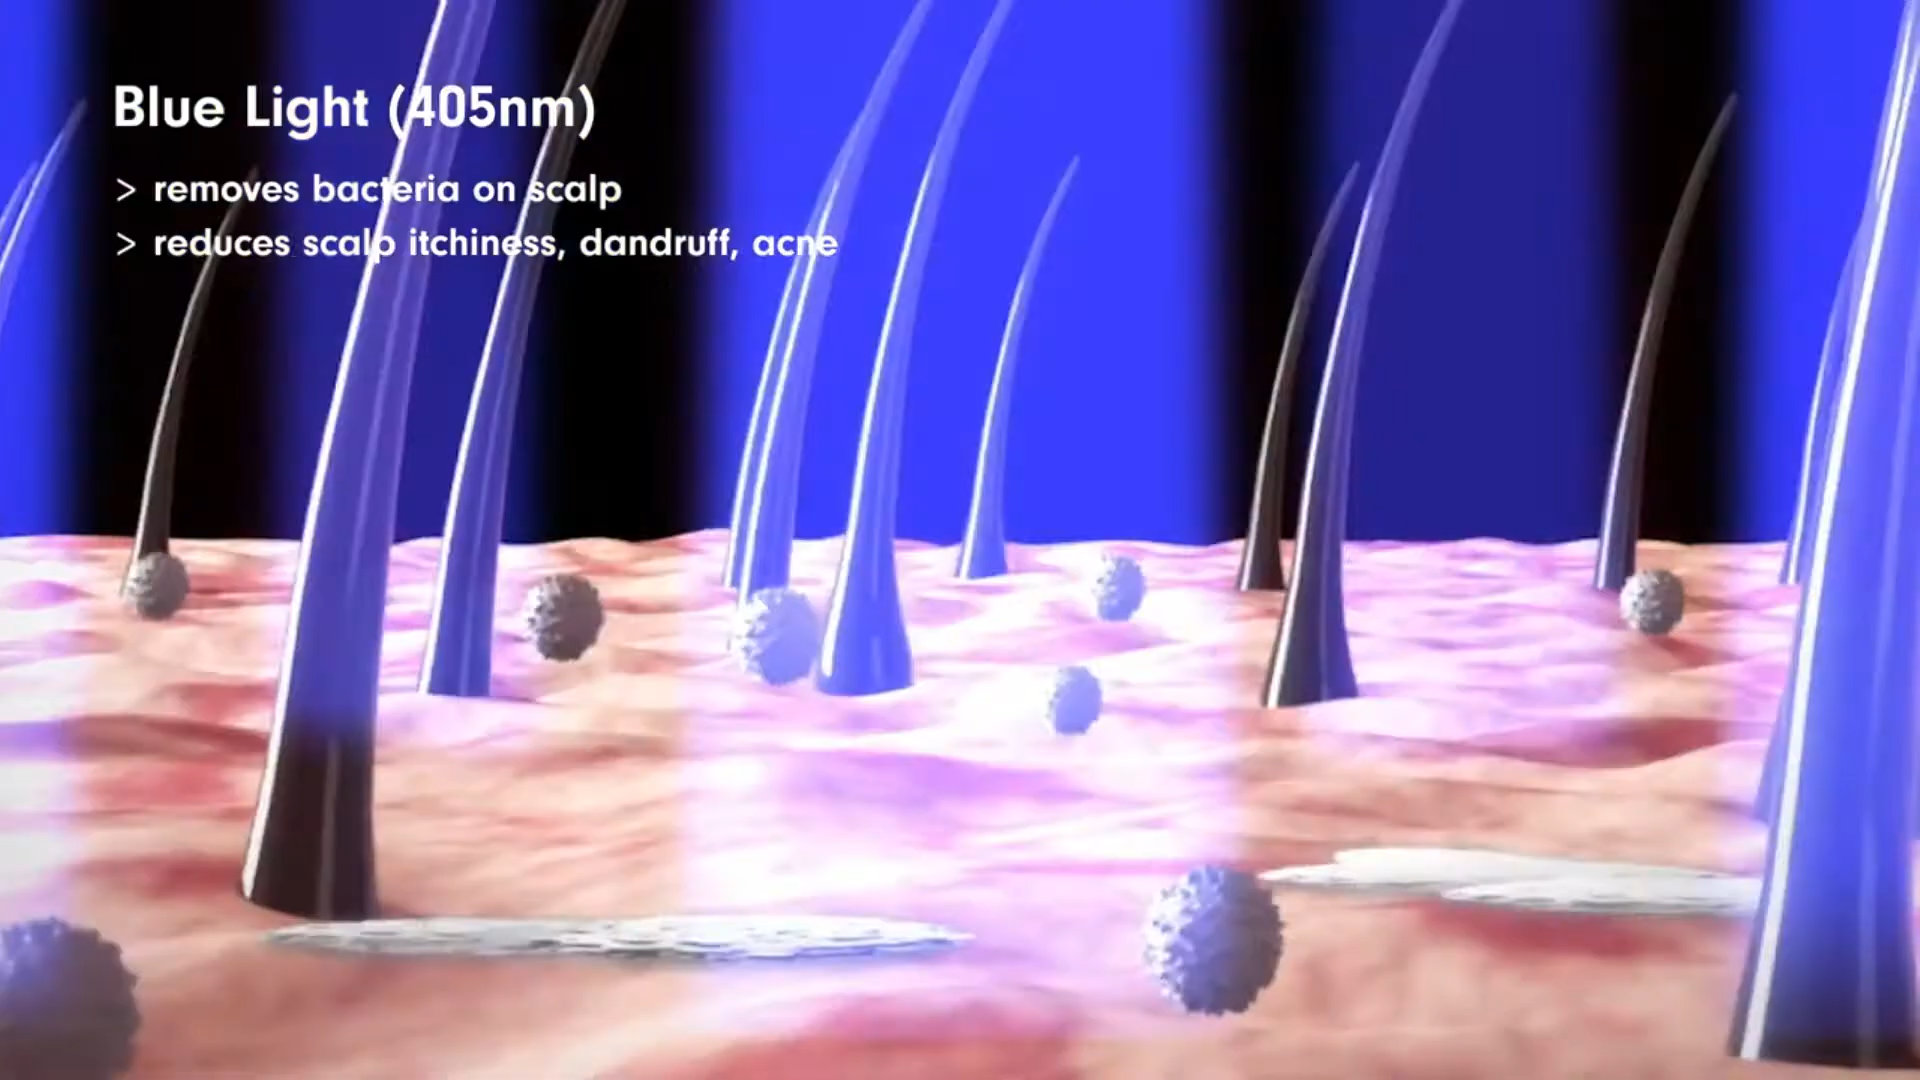 Blue Light (405nm)
> removes bacteria on scalp
> reduces scalp itchiness, dandruff, acne